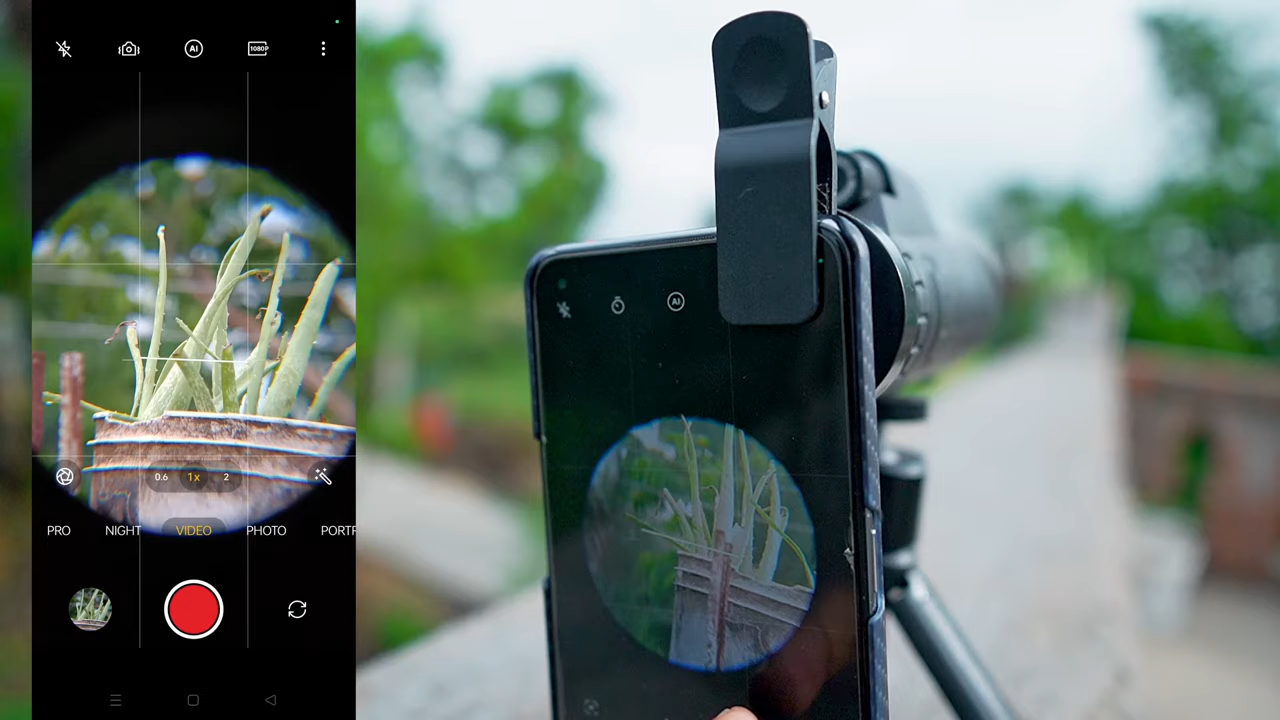 AI
1080P
0.6 1x 2
PRO NIGHT VIDEO PHOTO PORTR
AI